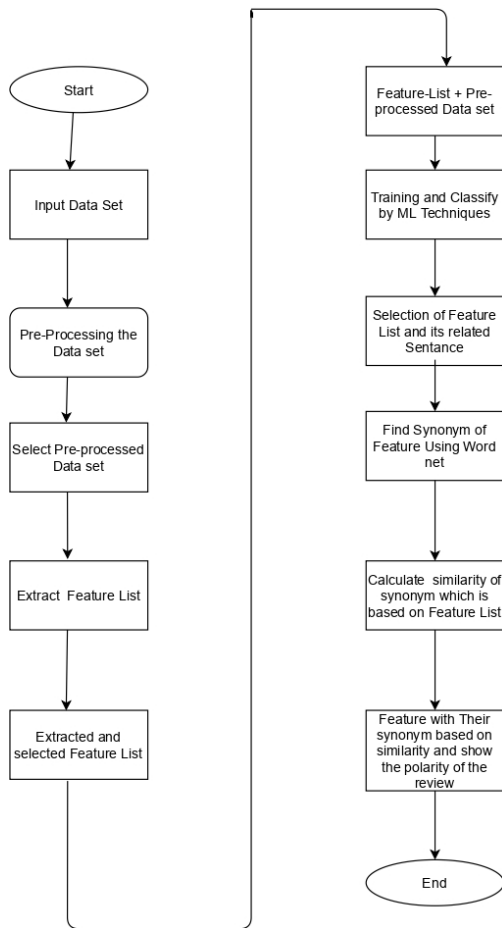 Start
Input Data Set
Pre-Processing the
Data set
Select Pre-processed
Data set
Extract Feature List
Extracted and
selected Feature List
Feature-List + Pre-
processed Data set
Training and Classify
by ML Techniques
Selection of Feature
List and its related
Sentance
Find Synonym of
Feature Using Word
net
Calculate similarity of
synonym which is
based on Feature List
Feature with Their
synonym based on
similarity and show
the polarity of the
review
End